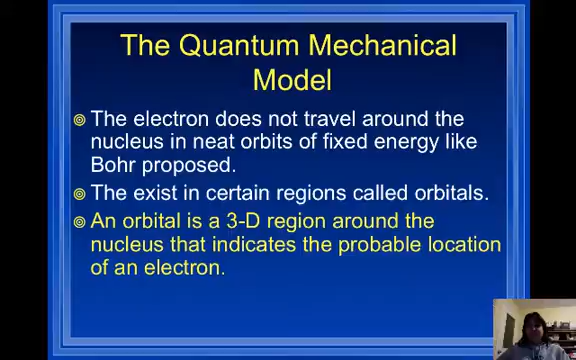 The Quantum Mechanical
Model
The electron does not travel around the
nucleus in neat orbits of fixed energy like
Bohr proposed.
The exist in certain regions called orbitals.
An orbital is a 3-D region around the
nucleus that indicates the probable location
of an electron.